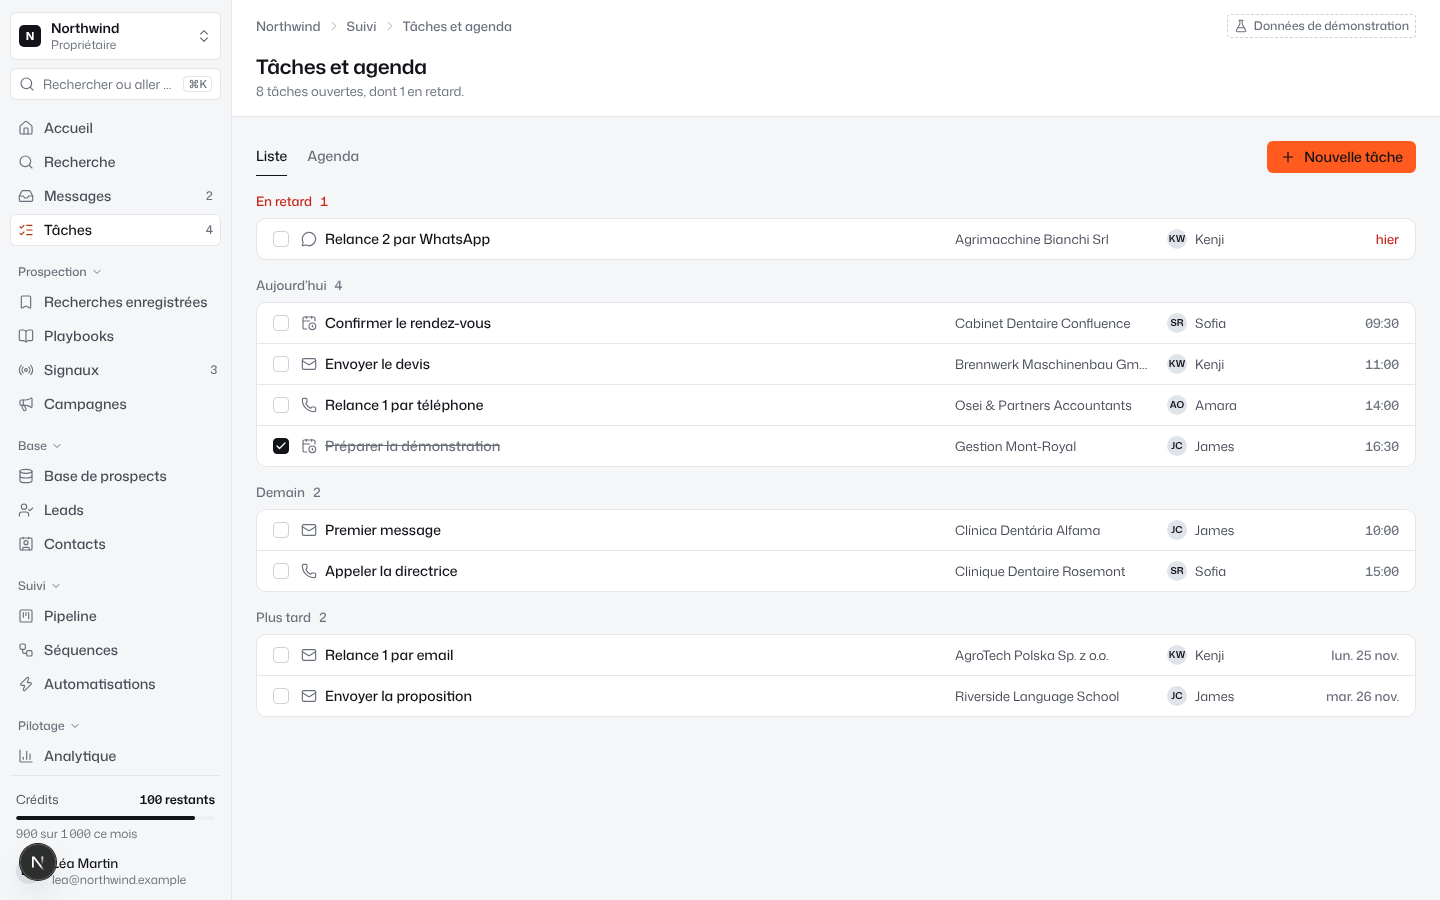 N
Northwind
Propriétaire
Rechercher ou aller ... ⌘K
Accueil
Recherche
Messages 2
Tâches 4
Prospection
Recherches enregistrées
Playbooks
Signaux 3
Campagnes
Base
Base de prospects
Leads
Contacts
Suivi
Pipeline
Séquences
Automatisations
Pilotage
Analytique
Crédits 100 restants
900 sur 1 000 ce mois
N
Léa Martin
lea@northwind.example
Northwind Suivi Tâches et agenda
Données de démonstration
Tâches et agenda
8 tâches ouvertes, dont 1 en retard.
Liste Agenda
Nouvelle tâche
En retard 1
Relance 2 par WhatsApp Agrimacchine Bianchi Srl KW Kenji hier
Aujourd'hui 4
Confirmer le rendez-vous Cabinet Dentaire Confluence SR Sofia 09:30
Envoyer le devis Brennwerk Maschinenbau Gm... KW Kenji 11:00
Relance 1 par téléphone Osei & Partners Accountants AO Amara 14:00
Préparer la démonstration Gestion Mont-Royal JC James 16:30
Demain 2
Premier message Clínica Dentária Alfama JC James 10:00
Appeler la directrice Clinique Dentaire Rosemont SR Sofia 15:00
Plus tard 2
Relance 1 par email AgroTech Polska Sp. z o.o. KW Kenji lun. 25 nov.
Envoyer la proposition Riverside Language School JC James mar. 26 nov.